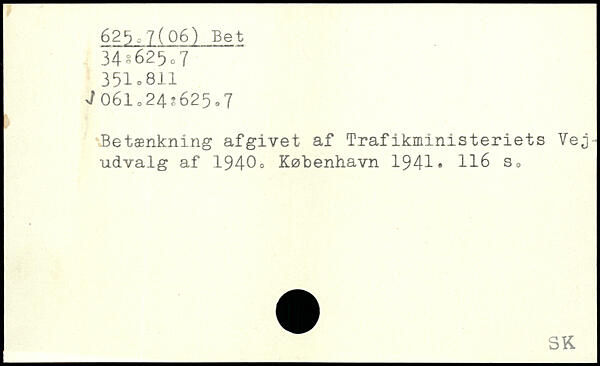 625.7(06) Bet
34:625.7
351.811
✓ 061.24:625.7
Betænkning afgivet af Trafikministeriets Vej-
udvalg af 1940. København 1941. 116 s.
SK